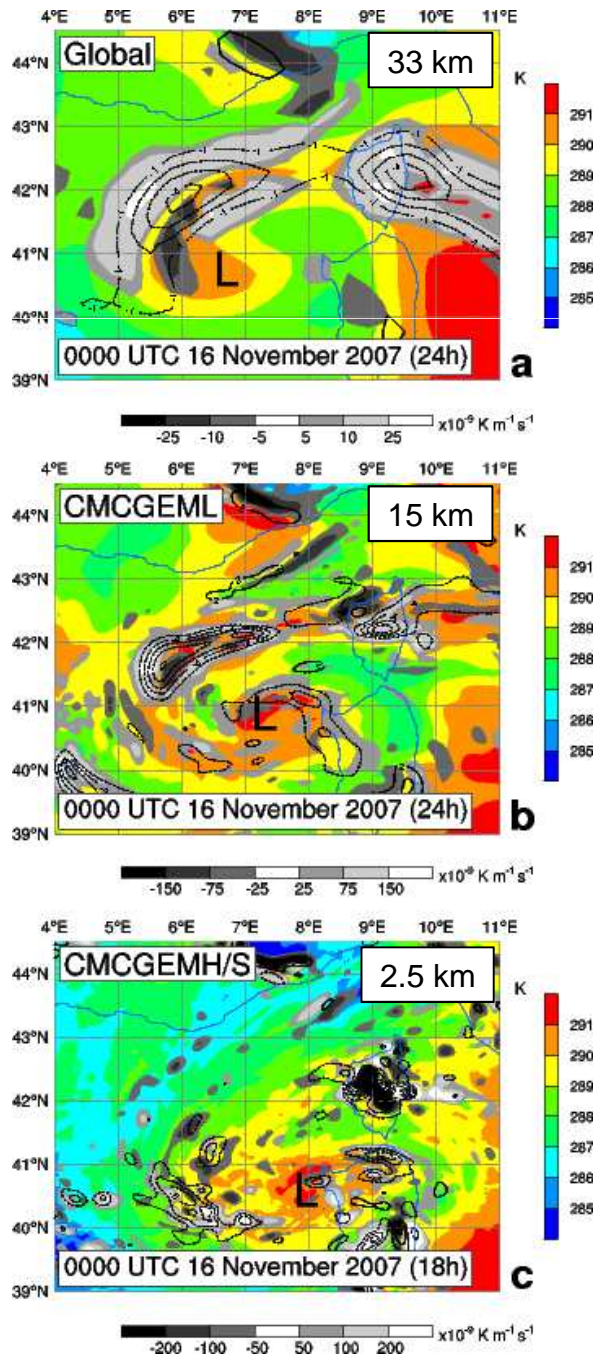 4°E 5°E 6°E 7°E 8°E 9°E 10°E 11°E
Global
33 km
44°N
43°N
42°N
41°N
40°N
39°N
K
291
290
289
288
287
286
285
L
0000 UTC 16 November 2007 (24h)
a
-25 -10 -5 5 10 25
x10⁻⁹ K m⁻¹ s⁻¹
4°E 5°E 6°E 7°E 8°E 9°E 10°E 11°E
CMCGEML
15 km
44°N
43°N
42°N
41°N
40°N
39°N
K
291
290
289
288
287
286
285
L
0000 UTC 16 November 2007 (24h)
b
-150 -75 -25 25 75 150
x10⁻⁹ K m⁻¹ s⁻¹
4°E 5°E 6°E 7°E 8°E 9°E 10°E 11°E
CMCGEMH/S
2.5 km
44°N
43°N
42°N
41°N
40°N
39°N
K
291
290
289
288
287
286
285
L
0000 UTC 16 November 2007 (18h)
c
-200 -100 -50 50 100 200
x10⁻⁹ K m⁻¹ s⁻¹